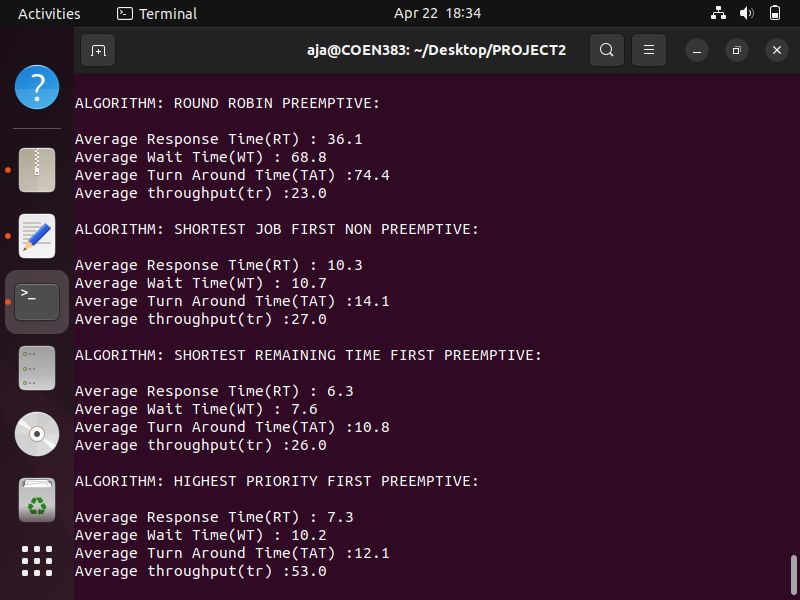 Activities
Terminal
Apr 22 18:34
aja@COEN383: ~/Desktop/PROJECT2
ALGORITHM: ROUND ROBIN PREEMPTIVE:
Average Response Time(RT) : 36.1
Average Wait Time(WT) : 68.8
Average Turn Around Time(TAT) :74.4
Average throughput(tr) :23.0
ALGORITHM: SHORTEST JOB FIRST NON PREEMPTIVE:
Average Response Time(RT) : 10.3
Average Wait Time(WT) : 10.7
Average Turn Around Time(TAT) :14.1
Average throughput(tr) :27.0
ALGORITHM: SHORTEST REMAINING TIME FIRST PREEMPTIVE:
Average Response Time(RT) : 6.3
Average Wait Time(WT) : 7.6
Average Turn Around Time(TAT) :10.8
Average throughput(tr) :26.0
ALGORITHM: HIGHEST PRIORITY FIRST PREEMPTIVE:
Average Response Time(RT) : 7.3
Average Wait Time(WT) : 10.2
Average Turn Around Time(TAT) :12.1
Average throughput(tr) :53.0